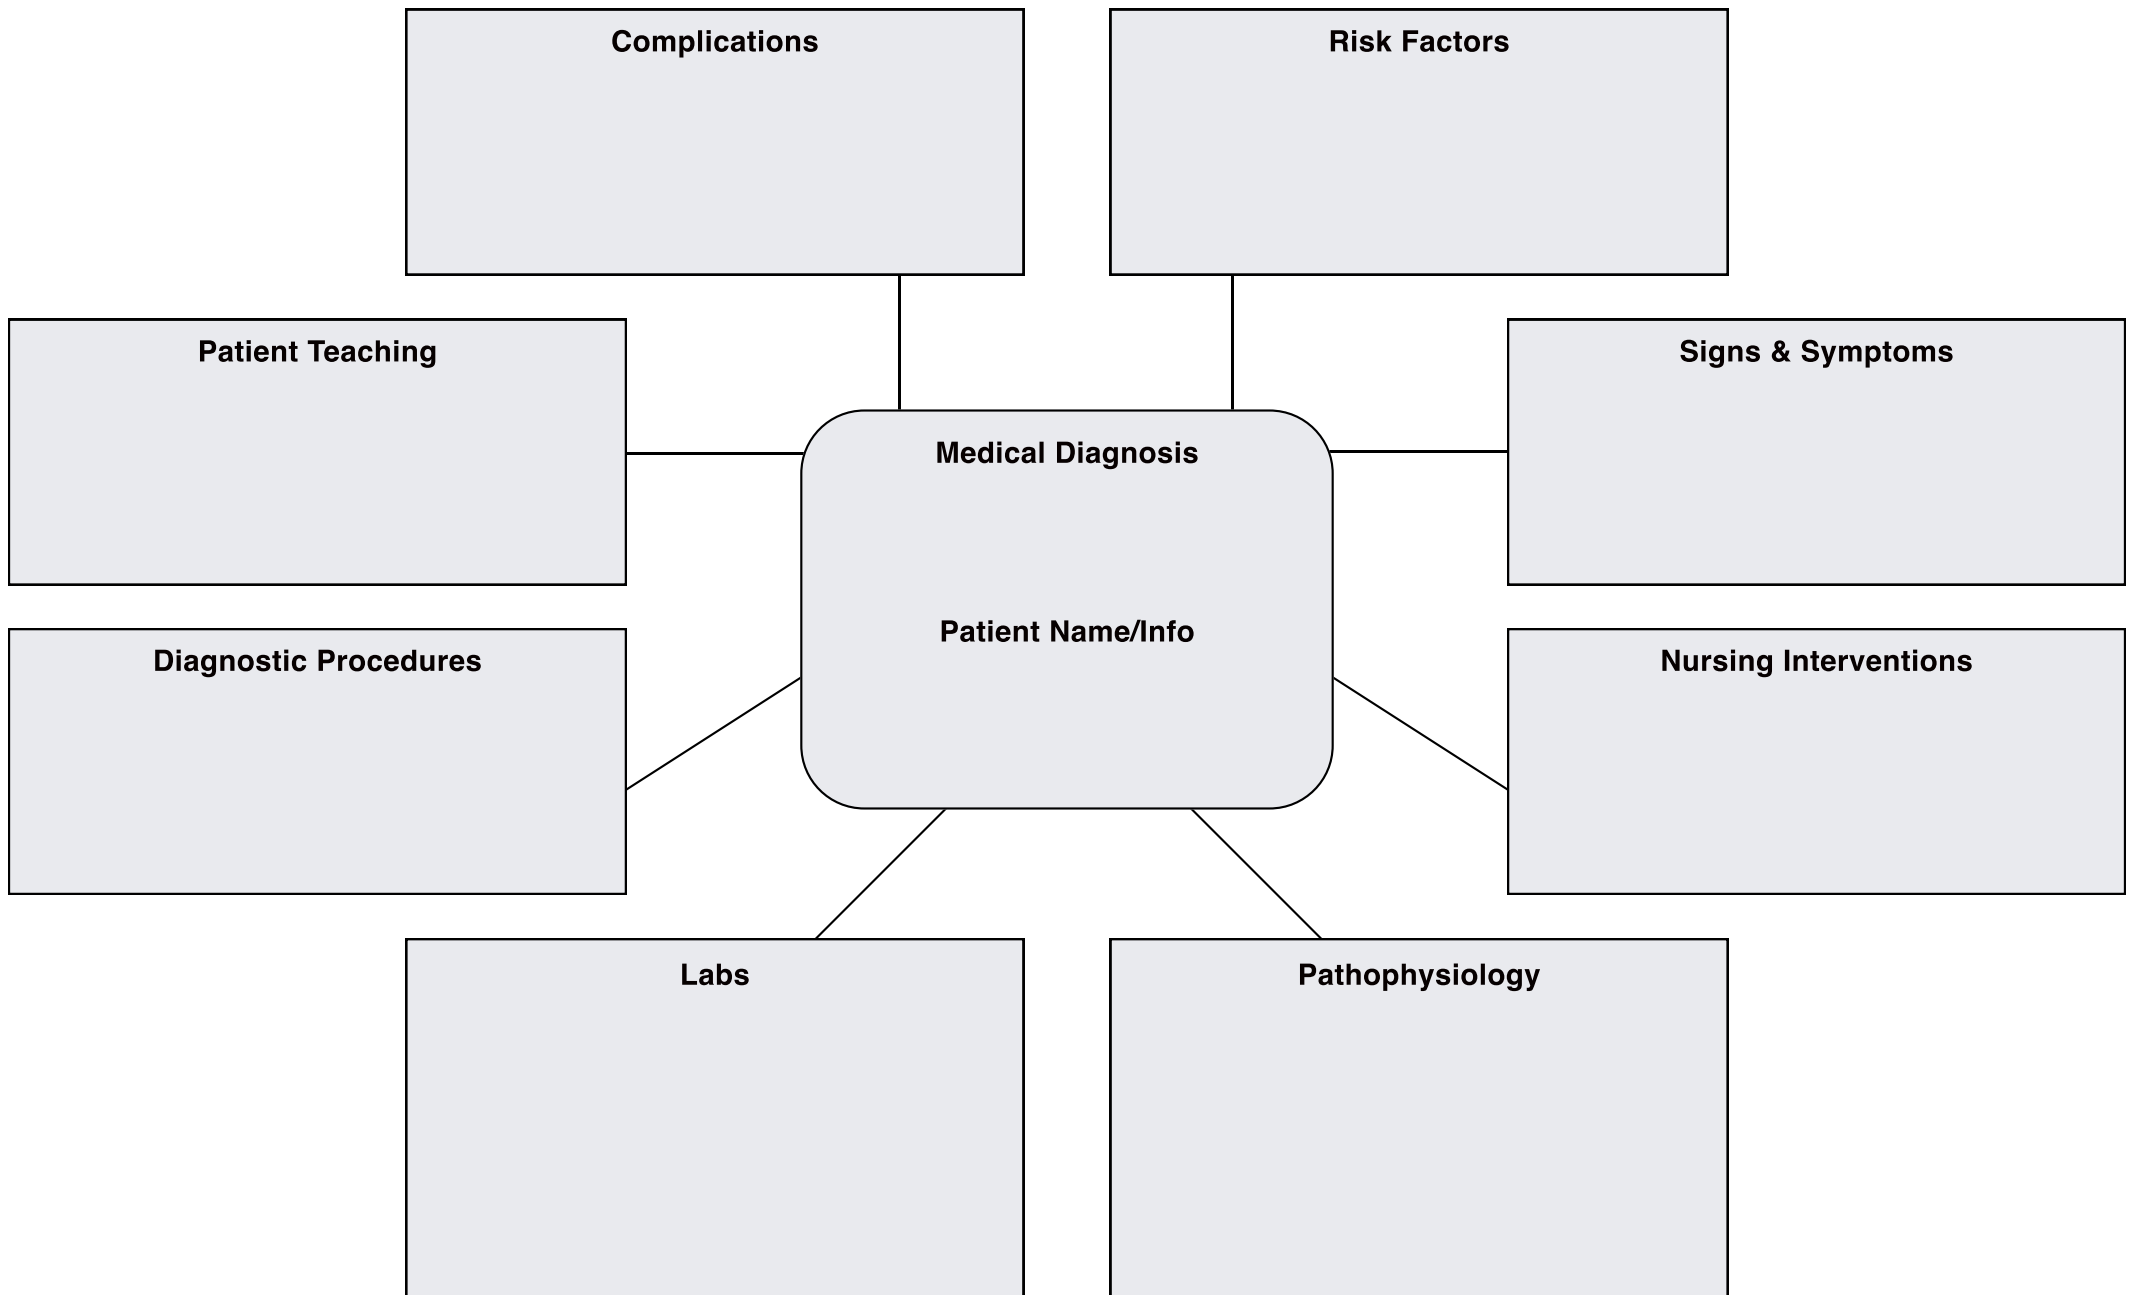 Complications
Risk Factors
Patient Teaching
Signs & Symptoms
Medical Diagnosis
Patient Name/Info
Diagnostic Procedures
Nursing Interventions
Labs
Pathophysiology